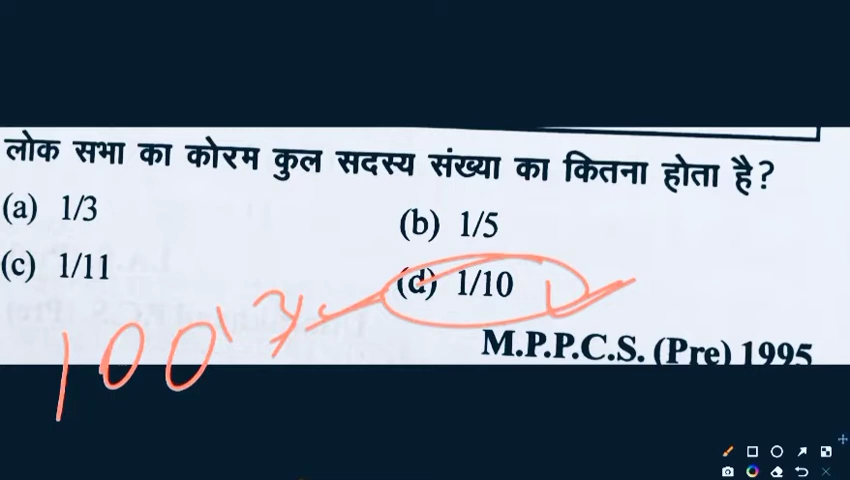 लोक सभा का कोरम कुल सदस्य संख्या का कितना होता है?
(a) 1/3 (b) 1/5
(c) 1/11 (d) 1/10
M.P.P.C.S. (Pre) 1995
100